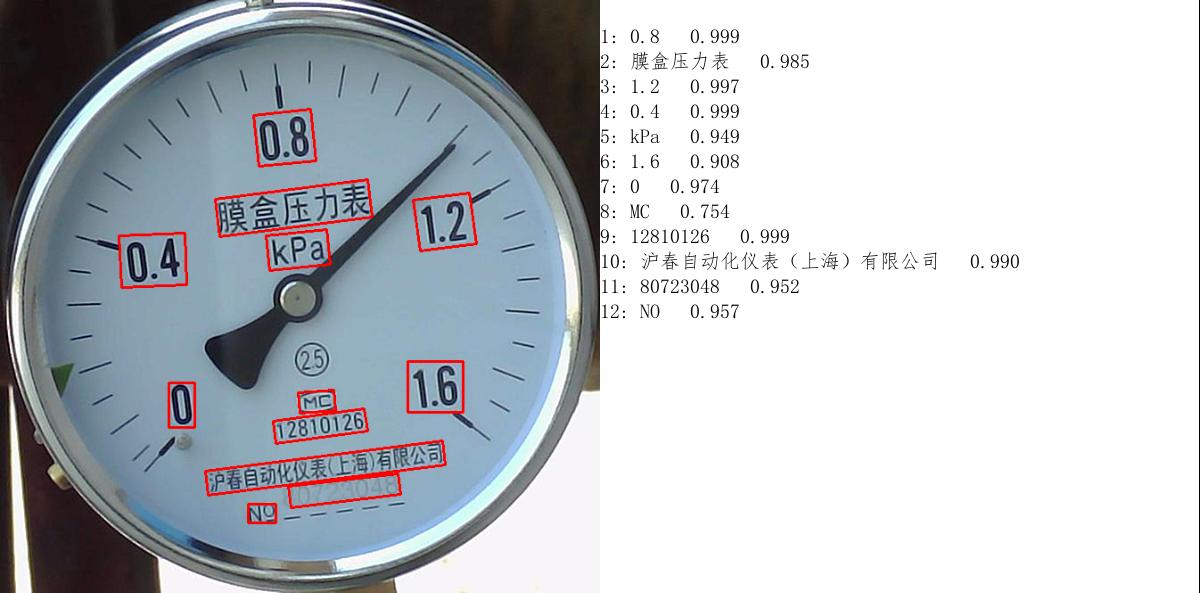 0.8
膜盒压力表
kPa
0.4
1.2
2.5
0
1.6
MC
12810126
沪春自动化仪表(上海)有限公司
80723048
NO
1: 0.8 0.999
2: 膜盒压力表 0.985
3: 1.2 0.997
4: 0.4 0.999
5: kPa 0.949
6: 1.6 0.908
7: 0 0.974
8: MC 0.754
9: 12810126 0.999
10: 沪春自动化仪表（上海）有限公司 0.990
11: 80723048 0.952
12: NO 0.957